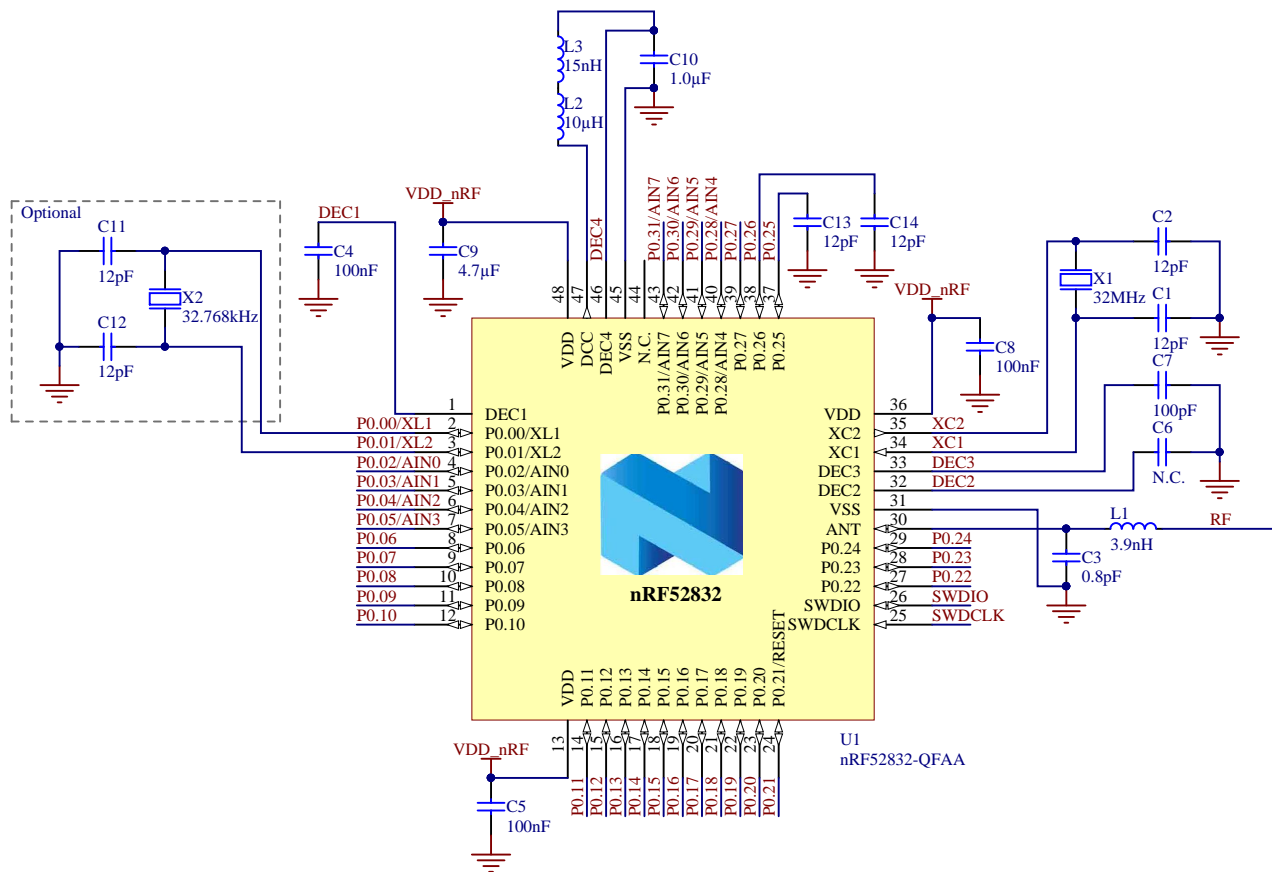 L3
15nH
L2
10µH
C10
1.0µF
Optional
C11
12pF
X2
32.768kHz
C12
12pF
DEC1
C4
100nF
VDD_nRF
C9
4.7µF
DEC4
P0.31/AIN7
P0.30/AIN6
P0.29/AIN5
P0.28/AIN4
P0.27
P0.26
P0.25
C13
12pF
C14
12pF
C2
12pF
X1
32MHz
C1
12pF
C7
100pF
C6
N.C.
VDD_nRF
C8
100nF
48
47
46
45
44
43
42
41
40
39
38
37
VDD
DCC
DEC4
VSS
N.C.
P0.31/AIN7
P0.30/AIN6
P0.29/AIN5
P0.28/AIN4
P0.27
P0.26
P0.25
1 DEC1
P0.00/XL1 2 P0.00/XL1
P0.01/XL2 3 P0.01/XL2
P0.02/AIN0 4 P0.02/AIN0
P0.03/AIN1 5 P0.03/AIN1
P0.04/AIN2 6 P0.04/AIN2
P0.05/AIN3 7 P0.05/AIN3
P0.06 8 P0.06
P0.07 9 P0.07
P0.08 10 P0.08
P0.09 11 P0.09
P0.10 12 P0.10
nRF52832
VDD 36
XC2 35 XC2
XC1 34 XC1
DEC3 33 DEC3
DEC2 32 DEC2
VSS 31
ANT 30
P0.24 29 P0.24
P0.23 28 P0.23
P0.22 27 P0.22
SWDIO 26 SWDIO
SWDCLK 25 SWDCLK
L1
3.9nH
RF
C3
0.8pF
VDD
P0.11
P0.12
P0.13
P0.14
P0.15
P0.16
P0.17
P0.18
P0.19
P0.20
P0.21/RESET
13
14
15
16
17
18
19
20
21
22
23
24
P0.11
P0.12
P0.13
P0.14
P0.15
P0.16
P0.17
P0.18
P0.19
P0.20
P0.21
U1
nRF52832-QFAA
VDD_nRF
C5
100nF